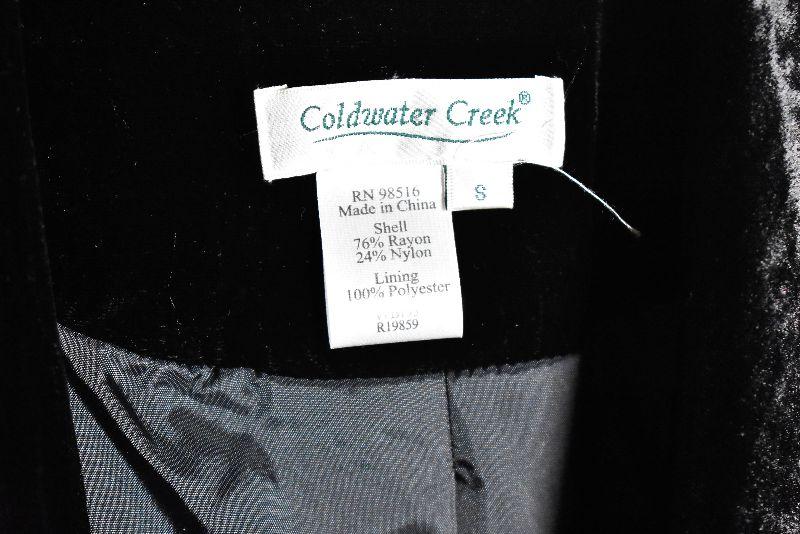 Coldwater Creek®
S
RN 98516
Made in China
Shell
76% Rayon
24% Nylon
Lining
100% Polyester
R19859